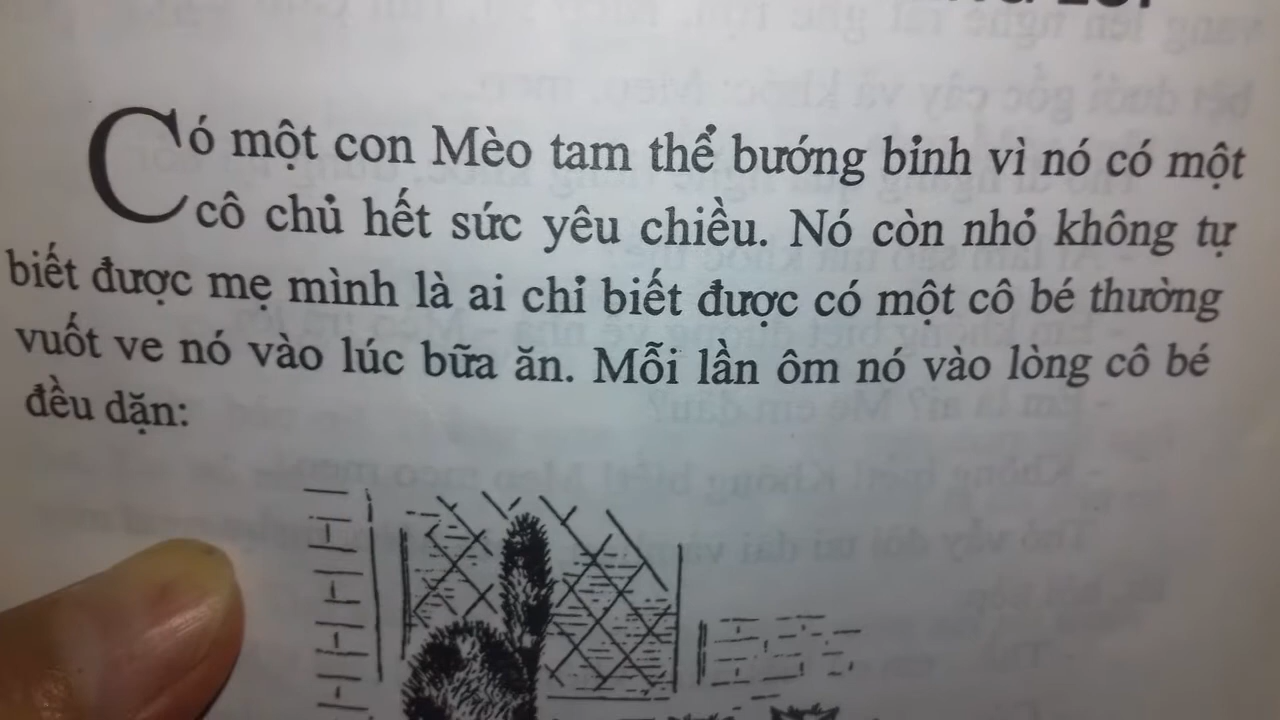 Có một con Mèo tam thể bướng bỉnh vì nó có một
cô chủ hết sức yêu chiều. Nó còn nhỏ không tự
biết được mẹ mình là ai chỉ biết được có một cô bé thường
vuốt ve nó vào lúc bữa ăn. Mỗi lần ôm nó vào lòng cô bé
đều dặn: